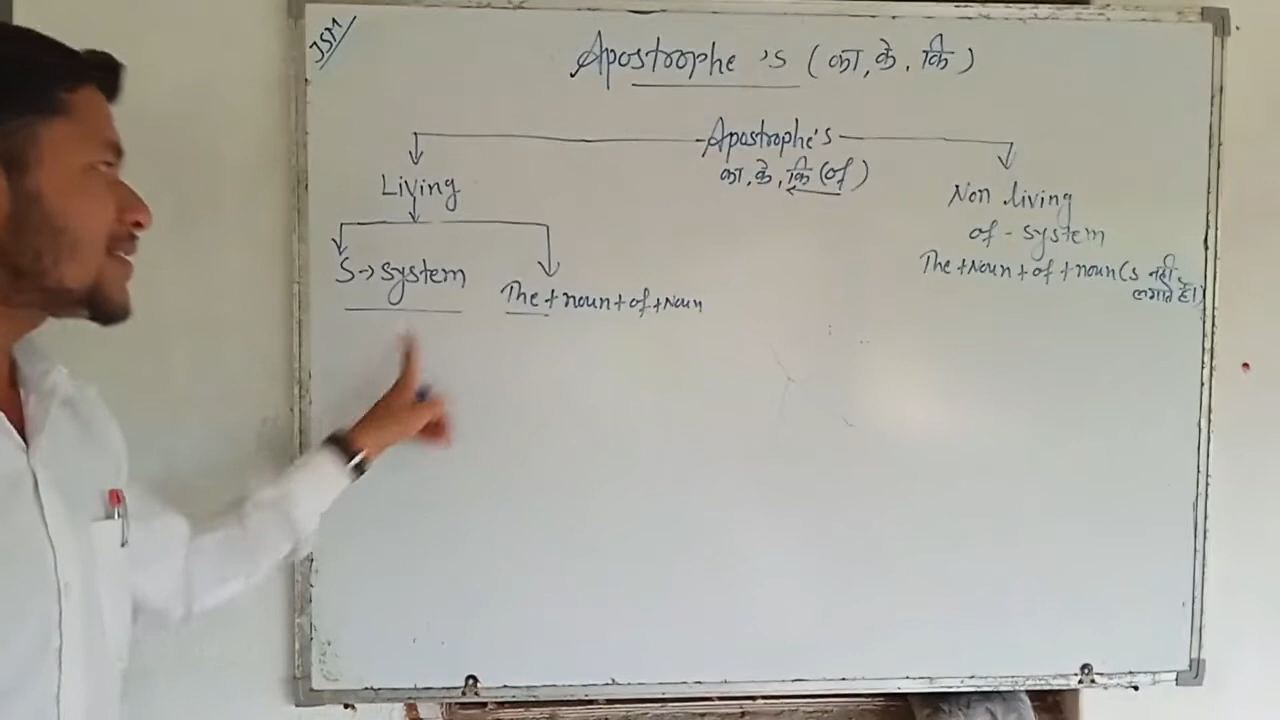 JSM
Apostrophe 's (का, के, कि)
Apostrophe's
का, के, कि (of)
Living
S→system
The + noun + of + Noun
Non living
of - system
The + Noun + of + noun (s नही
लगाते है।)